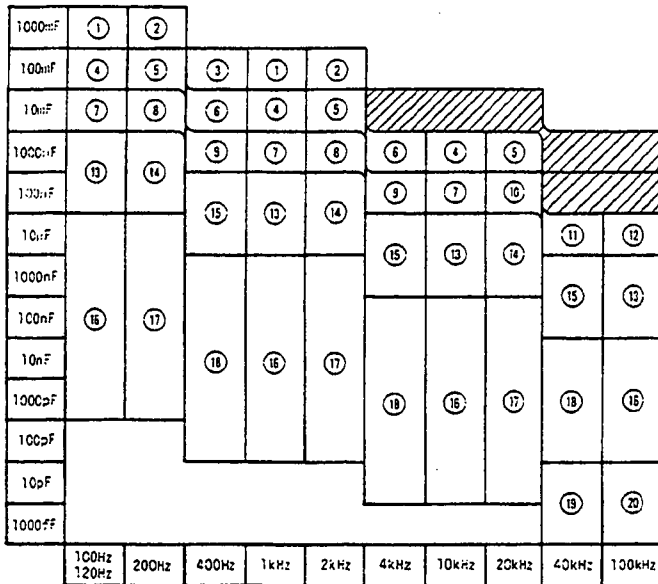 1000mF ① ②
100mF ④ ⑤ ③ ① ②
10mF ⑦ ⑧ ⑥ ④ ⑤
1000µF ⑨ ⑦ ⑧ ⑥ ④ ⑤
⑬ ⑭
100µF ⑨ ⑦ ⑩
⑮ ⑬ ⑭
10µF ⑪ ⑫
⑮ ⑬ ⑭
1000nF
⑮ ⑬
100nF ⑯ ⑰
10nF ⑱ ⑯ ⑰
1000pF ⑱ ⑯ ⑰ ⑱ ⑯
100pF
10pF
⑲ ⑳
1000fF
100Hz 120Hz 200Hz 400Hz 1kHz 2kHz 4kHz 10kHz 20kHz 40kHz 100kHz